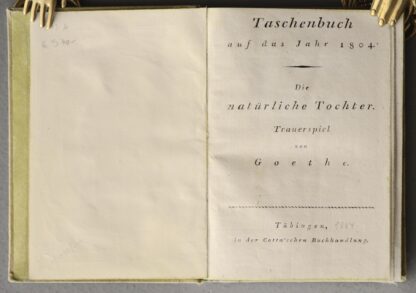 Taschenbuch
auf das Jahr 1804.
Die
natürliche Tochter.
Trauerspiel
von
Goethe.
Tübingen,
in der Cotta'schen Buchhandlung.